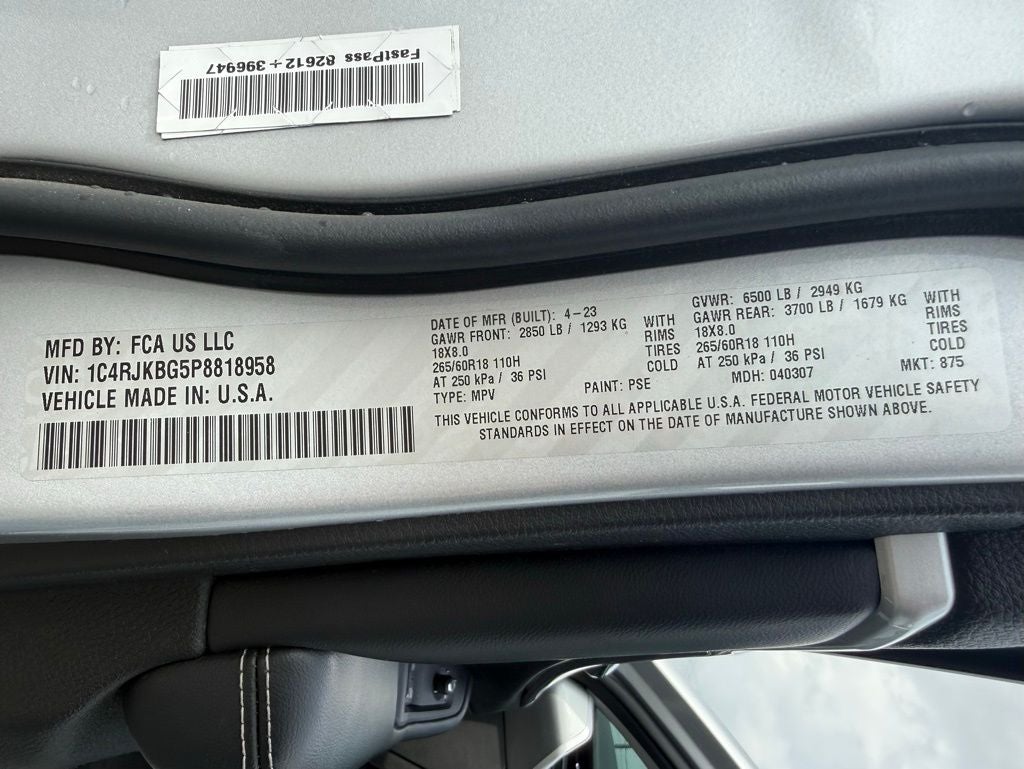 FastPass 82612+396947
MFD BY: FCA US LLC
VIN: 1C4RJKBG5P8818958
VEHICLE MADE IN: U.S.A.
DATE OF MFR (BUILT): 4-23
GAWR FRONT: 2850 LB / 1293 KG WITH
18X8.0 RIMS
265/60R18 110H TIRES
AT 250 kPa / 36 PSI COLD
TYPE: MPV PAINT: PSE
GVWR: 6500 LB / 2949 KG
GAWR REAR: 3700 LB / 1679 KG WITH
18X8.0 RIMS
265/60R18 110H TIRES
AT 250 kPa / 36 PSI COLD
MDH: 040307 MKT: 875
THIS VEHICLE CONFORMS TO ALL APPLICABLE U.S.A. FEDERAL MOTOR VEHICLE SAFETY
STANDARDS IN EFFECT ON THE DATE OF MANUFACTURE SHOWN ABOVE.